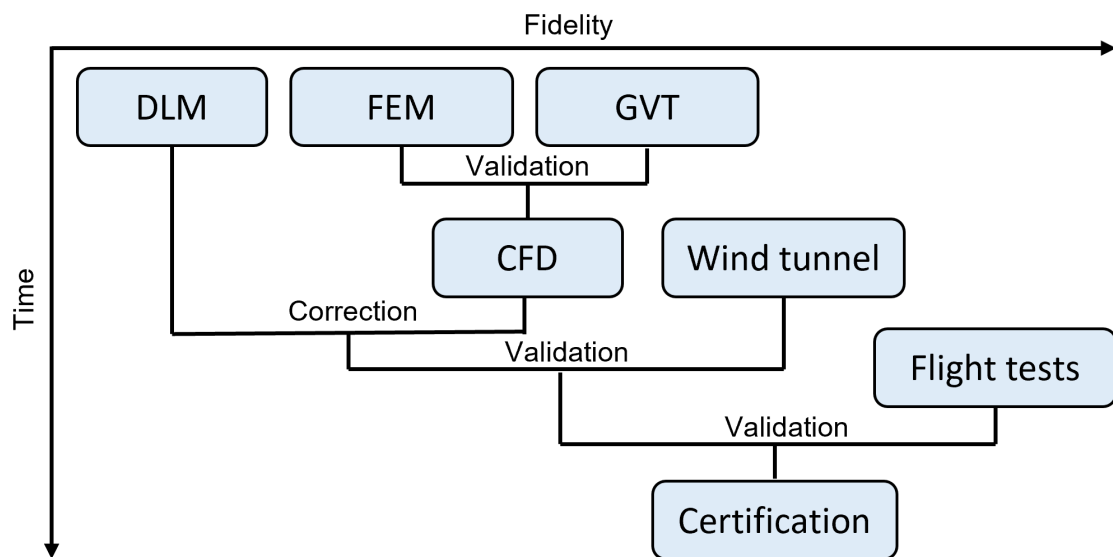 Fidelity
DLM
FEM
GVT
Validation
CFD
Wind tunnel
Time
Correction
Validation
Flight tests
Validation
Certification